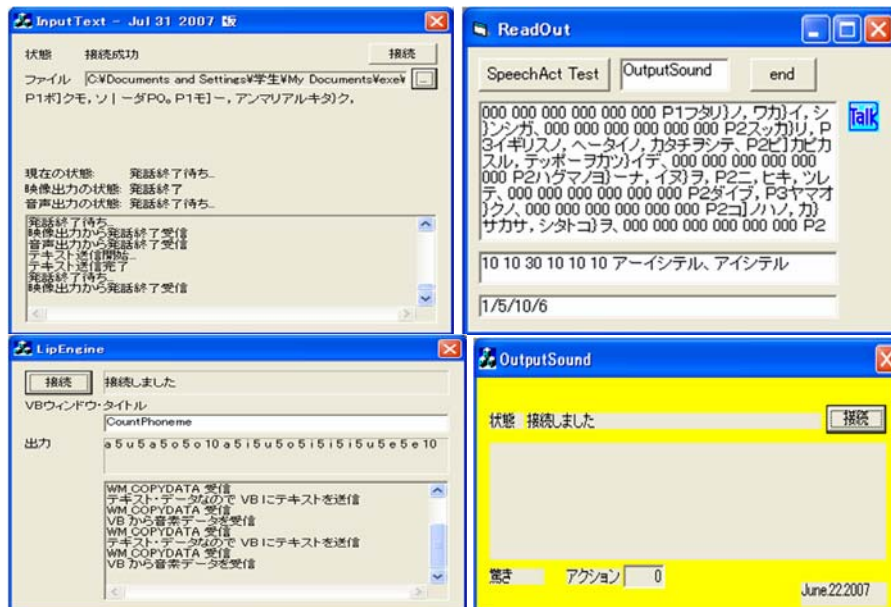 InputText - Jul 31 2007 版
状態 接続成功 接続
ファイル C:¥Documents and Settings¥学生¥My Documents¥exe¥ ...
P1ボ]クモ,ソ|ーダP0。P1モ]ー,アンマリアルキタ}ク,
現在の状態: 発話終了待ち...
映像出力の状態: 発話終了
音声出力の状態: 発話終了待ち...
発話終了待ち...
映像出力から発話終了受信
音声出力から発話終了受信
テキスト送信開始...
テキスト送信完了
発話終了待ち...
映像出力から発話終了受信
ReadOut
SpeechAct Test OutputSound end
000 000 000 000 000 000 P1フタリ}ノ, ワカ}イ, シ
}ンシガ、000 000 000 000 000 000 P2スッカ}リ, P
3イギリスノ, ヘータイノ, カタチヲシテ、P2ピ]カピカ
スル, テッポーヲカツ}イデ、000 000 000 000 000
000 P2ハグマノヨ}ーナ, イヌ}ヲ, P2ニ, ヒキ, ツレ
テ、000 000 000 000 000 000 P2ダイブ, P3ヤマオ
}クノ、000 000 000 000 000 000 P2コ]ノハノ, カ}
サカサ, シタトコ}ヲ、000 000 000 000 000 000 P2
Talk
10 10 30 10 10 10 アーイシテル、アイシテル
1/5/10/6
LipEngine
接続 接続しました
VBウィンドウ・タイトル
CountPhoneme
出力 a 5 u 5 a 5 o 5 o 10 a 5 i 5 u 5 o 5 i 5 i 5 i 5 u 5 e 5 e 10
WM_COPYDATA 受信
テキスト・データなので VBにテキストを送信
WM_COPYDATA 受信
VB から音素データを受信
WM_COPYDATA 受信
テキスト・データなので VBにテキストを送信
WM_COPYDATA 受信
VB から音素データを受信
OutputSound
状態 接続しました 接続
驚き アクション 0
June.22.2007